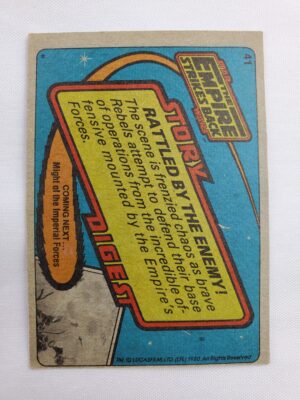 41
STAR
THE
EMPIRE
STRIKES BACK
WARS
STORY
RATTLED BY THE ENEMY!
The scene is frenzied chaos as brave
Rebels attempt to defend their base
of operations from the incredible of-
fensive mounted by the Empire's
Forces.
DIGEST
COMING NEXT...
Might of the Imperial Forces
TM: © LUCASFILM, LTD. (LFL) 1980. All Rights Reserved